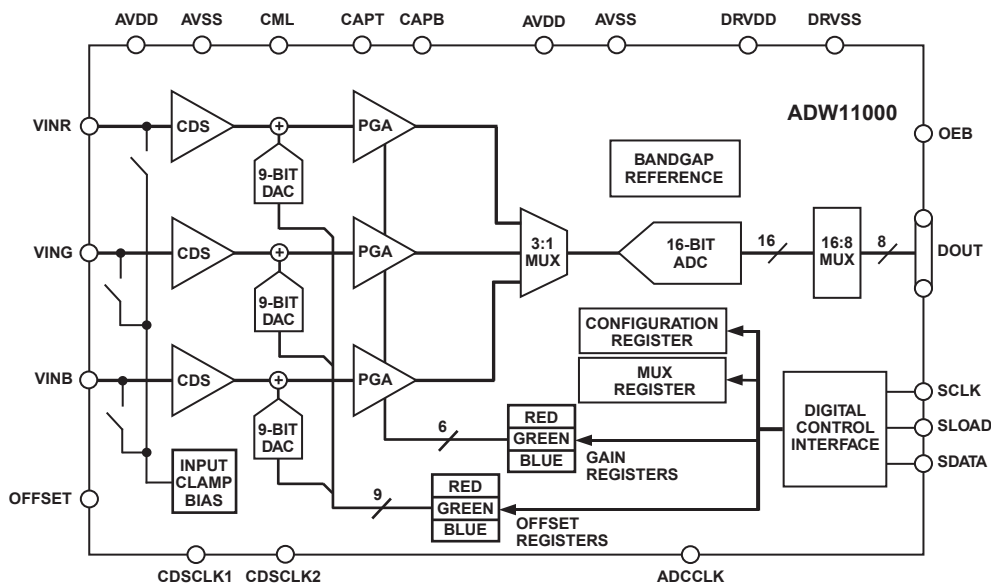 AVDD AVSS CML CAPT CAPB AVDD AVSS DRVDD DRVSS
ADW11000
VINR
CDS
+
PGA
OEB
9-BIT
DAC
BANDGAP
REFERENCE
VING
CDS
+
PGA
3:1
MUX
16-BIT
ADC
16
16:8
MUX
8
DOUT
9-BIT
DAC
CONFIGURATION
REGISTER
VINB
CDS
+
PGA
MUX
REGISTER
9-BIT
DAC
6
RED
GREEN
BLUE
GAIN
REGISTERS
DIGITAL
CONTROL
INTERFACE
SCLK
SLOAD
SDATA
INPUT
CLAMP
BIAS
OFFSET
9
RED
GREEN
BLUE
OFFSET
REGISTERS
CDSCLK1 CDSCLK2 ADCCLK